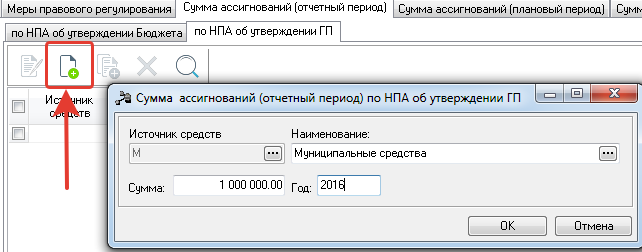 Меры правового регулирования Сумма ассигнований (отчетный период) Сумма ассигнований (плановый период) Сумм
по НПА об утверждении Бюджета по НПА об утверждении ГП
Источник
средств
Сумма ассигнований (отчетный период) по НПА об утверждении ГП
Источник средств Наименование:
М ... Муниципальные средства ...
Сумма: 1 000 000.00 Год: 2016
OK Отмена